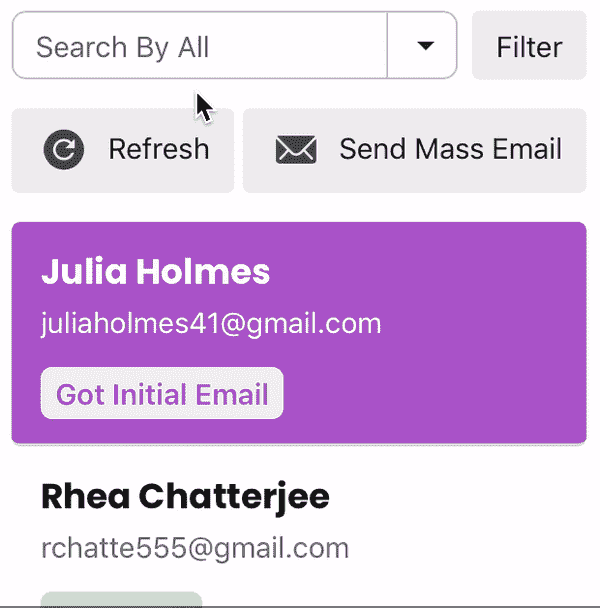 Search By All
Filter
Refresh
Send Mass Email
Julia Holmes
juliaholmes41@gmail.com
Got Initial Email
Rhea Chatterjee
rchatte555@gmail.com